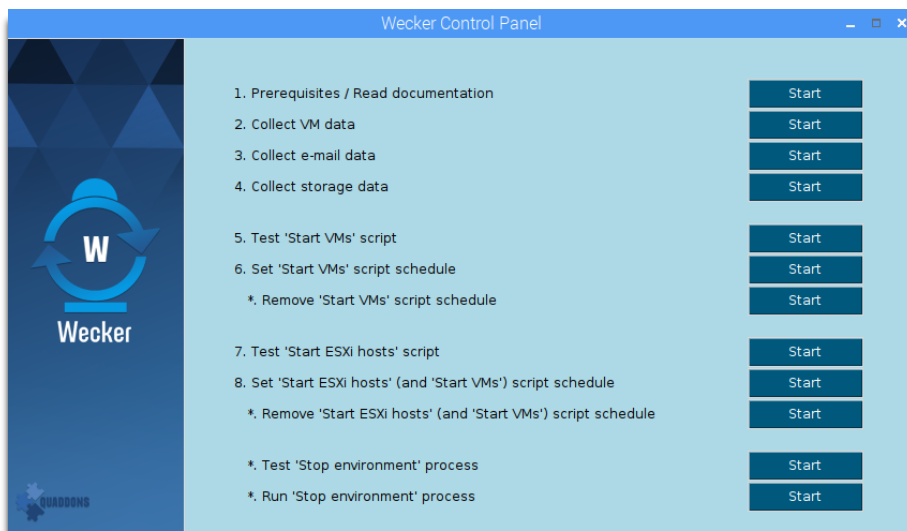 Wecker Control Panel
1. Prerequisites / Read documentation Start
2. Collect VM data Start
3. Collect e-mail data Start
4. Collect storage data Start
5. Test 'Start VMs' script Start
6. Set 'Start VMs' script schedule Start
*. Remove 'Start VMs' script schedule Start
7. Test 'Start ESXi hosts' script Start
8. Set 'Start ESXi hosts' (and 'Start VMs') script schedule Start
*. Remove 'Start ESXi hosts' (and 'Start VMs') script schedule Start
*. Test 'Stop environment' process Start
*. Run 'Stop environment' process Start
W
Wecker
QUADDONS